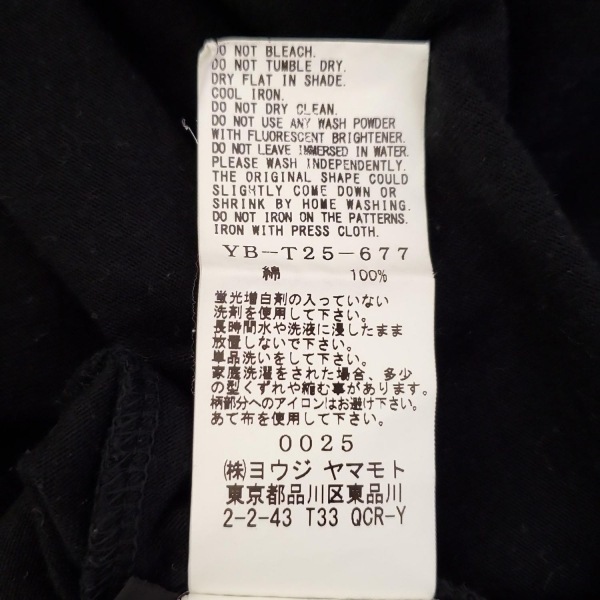 DO NOT BLEACH.
DO NOT TUMBLE DRY.
DRY FLAT IN SHADE.
COOL IRON.
DO NOT DRY CLEAN.
DO NOT USE ANY WASH POWDER
WITH FLUORESCENT BRIGHTENER.
DO NOT LEAVE IMMERSED IN WATER.
PLEASE WASH INDEPENDENTLY.
THE ORIGINAL SHAPE COULD
SLIGHTLY COME DOWN OR
SHRINK BY HOME WASHING.
DO NOT IRON ON THE PATTERNS.
IRON WITH PRESS CLOTH.
YB-T25-677
綿 100%
蛍光増白剤の入っていない
洗剤を使用して下さい。
長時間水や洗液に浸したまま
放置しないで下さい。
単品洗いをして下さい。
家庭洗濯をされた場合、多少
の型くずれや縮む事があります。
柄部分へのアイロンはお避け下さい。
あて布を使用して下さい。
0025
(株)ヨウジ ヤマモト
東京都品川区東品川
2-2-43 T33 QCR-Y